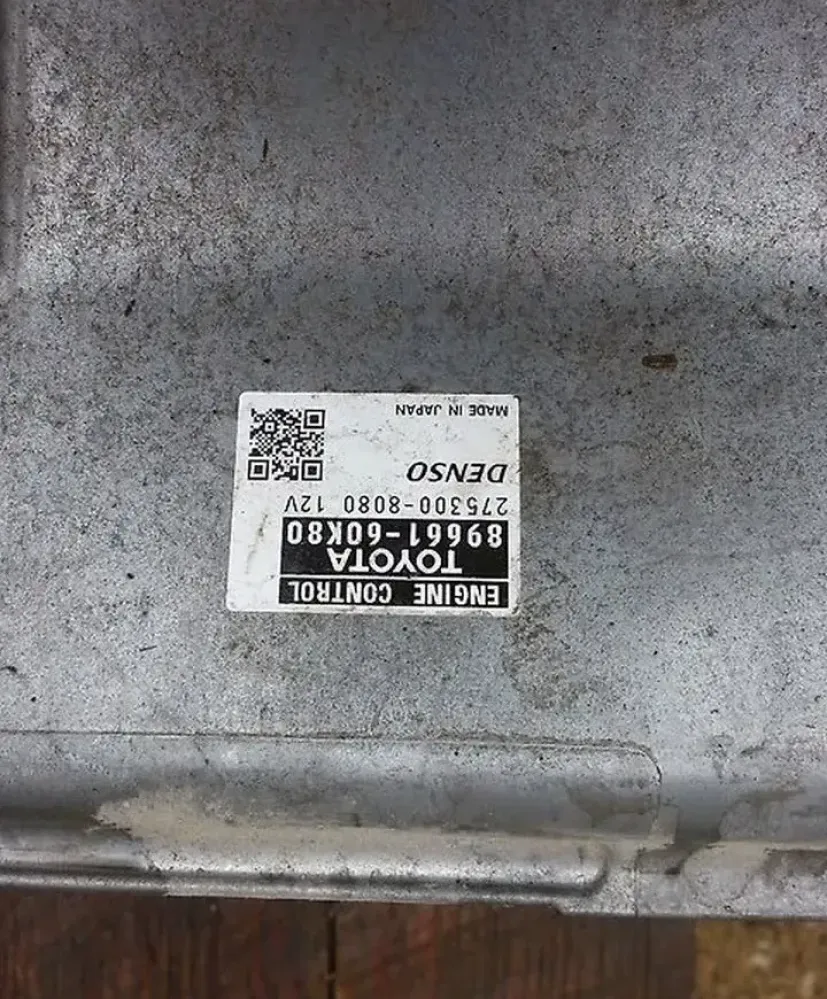 ENGINE CONTROL
TOYOTA
89661-60K80
275300-8080 12V
DENSO
MADE IN JAPAN